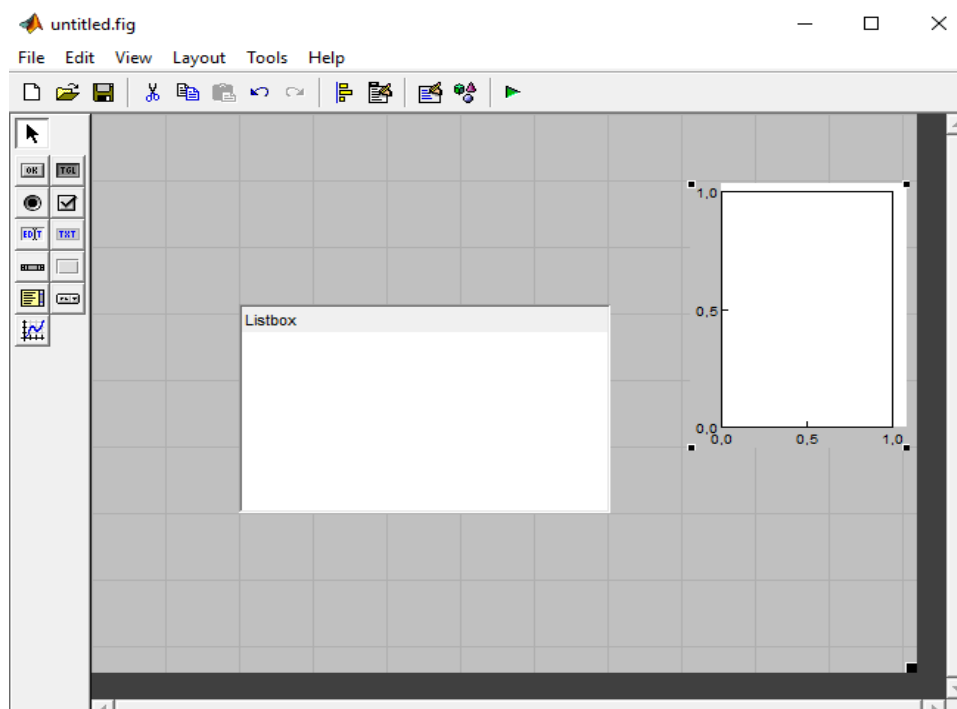 untitled.fig
File Edit View Layout Tools Help
OK TGL
EDIT TXT
Listbox
1,0
0,5
0,0
0,0 0,5 1,0